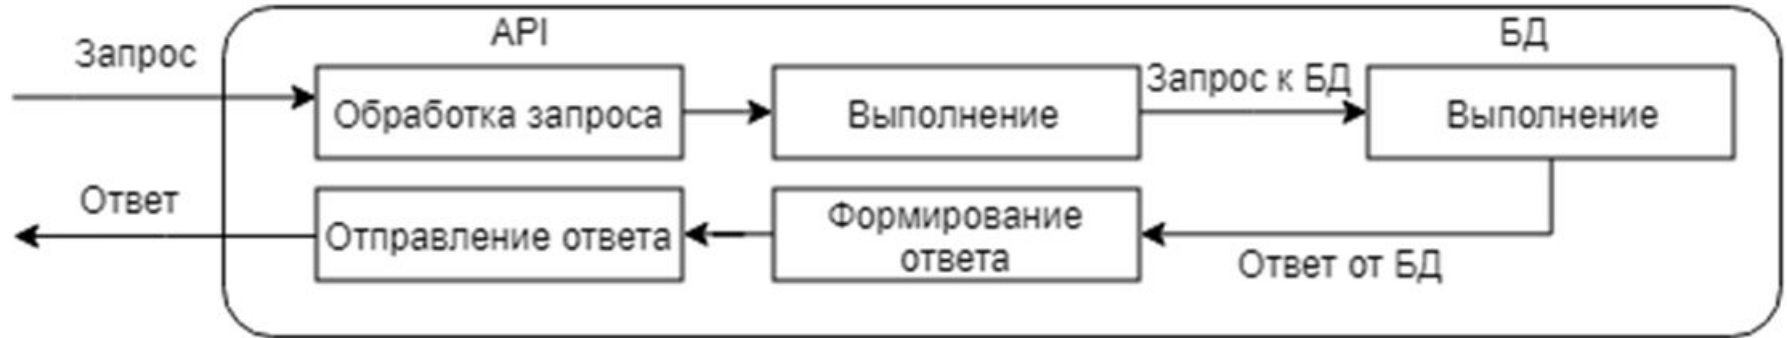 API
БД
Запрос
Запрос к БД
Обработка запроса
Выполнение
Выполнение
Ответ
Отправление ответа
Формирование
ответа
Ответ от БД